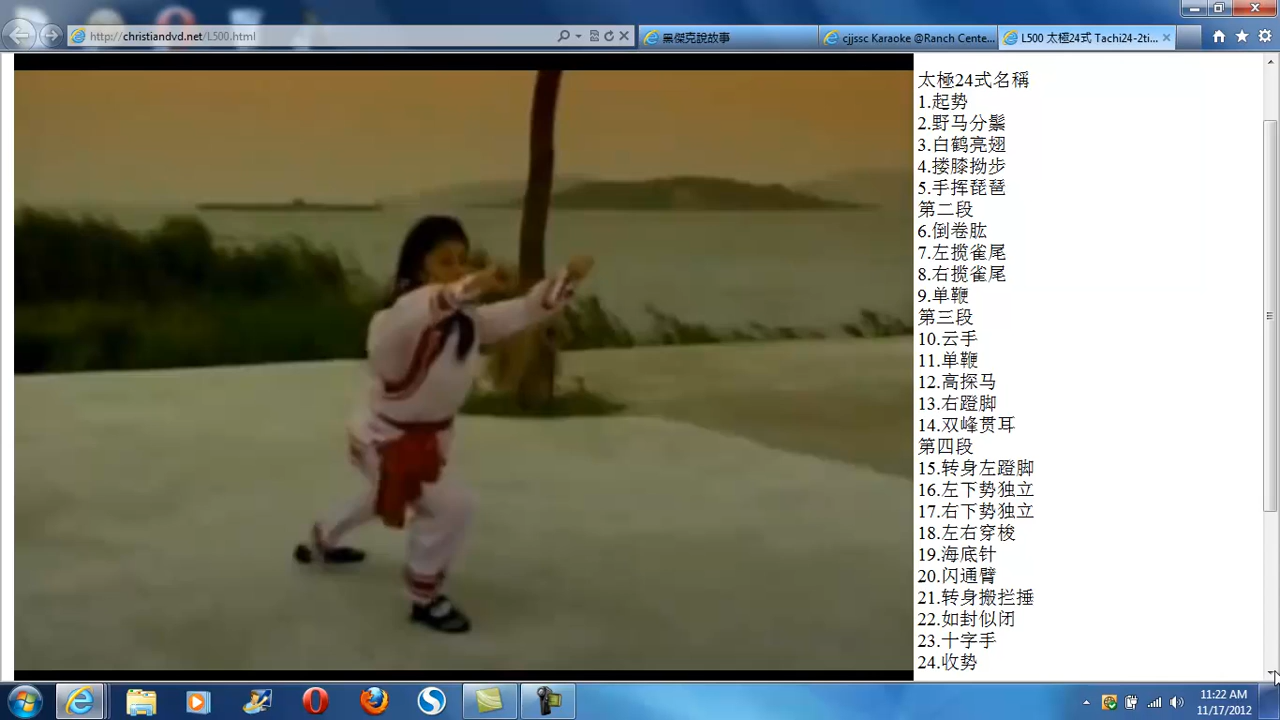 http://christiandvd.net/L500.html
黑傑克說故事
cjjssc Karaoke @Ranch Cente...
L500 太極24式 Tachi24-2ti...
太極24式名稱
1.起势
2.野马分鬃
3.白鹤亮翅
4.搂膝拗步
5.手挥琵琶
第二段
6.倒卷肱
7.左揽雀尾
8.右揽雀尾
9.单鞭
第三段
10.云手
11.单鞭
12.高探马
13.右蹬脚
14.双峰贯耳
第四段
15.转身左蹬脚
16.左下势独立
17.右下势独立
18.左右穿梭
19.海底针
20.闪通臂
21.转身搬拦捶
22.如封似闭
23.十字手
24.收势
11:22 AM
11/17/2012